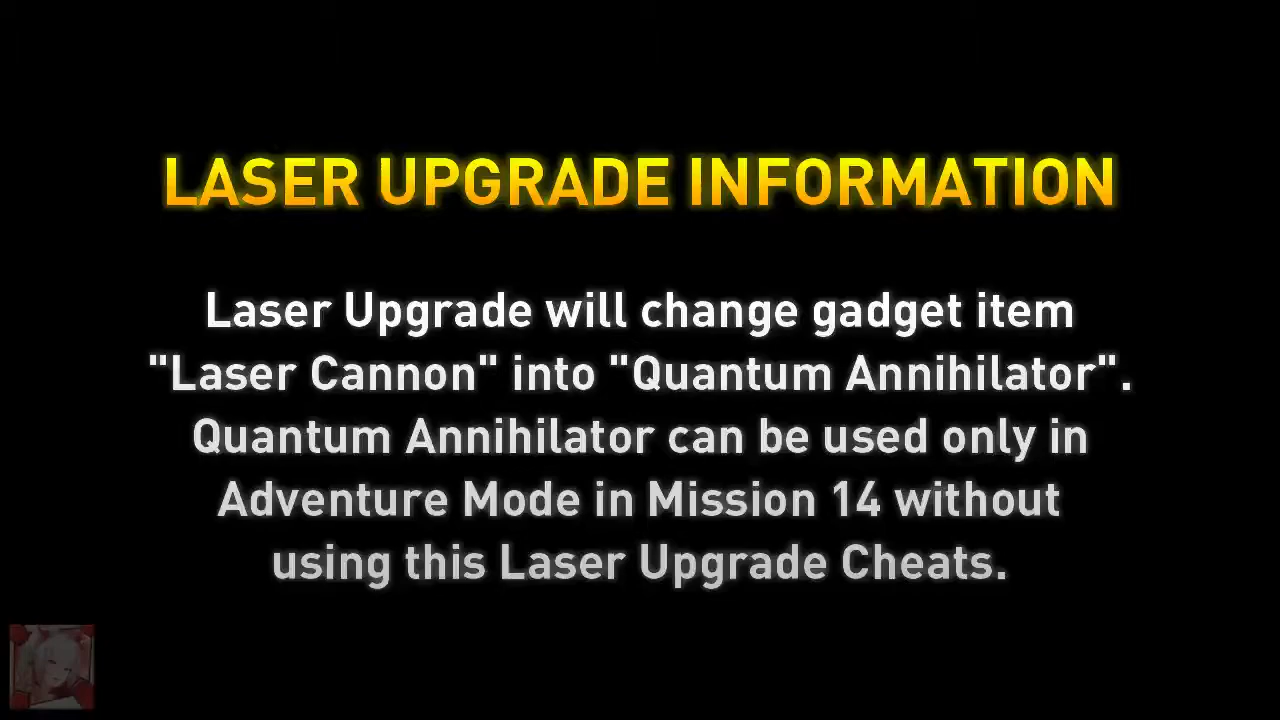 LASER UPGRADE INFORMATION
Laser Upgrade will change gadget item
"Laser Cannon" into "Quantum Annihilator".
Quantum Annihilator can be used only in
Adventure Mode in Mission 14 without
using this Laser Upgrade Cheats.